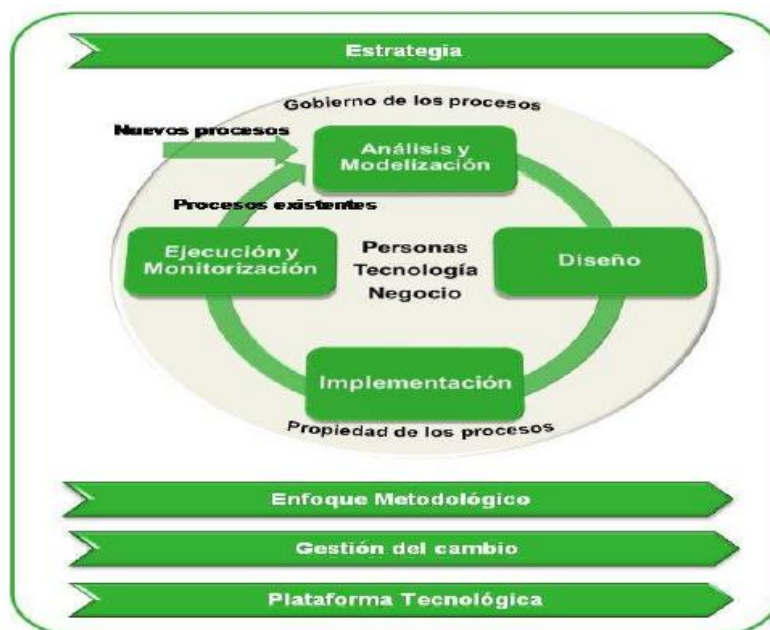 Estrategia
Gobierno de los procesos
Nuevos procesos
Análisis y
Modelización
Procesos existentes
Ejecución y
Monitorización
Personas
Tecnología
Negocio
Diseño
Implementación
Propiedad de los procesos
Enfoque Metodológico
Gestión del cambio
Plataforma Tecnológica